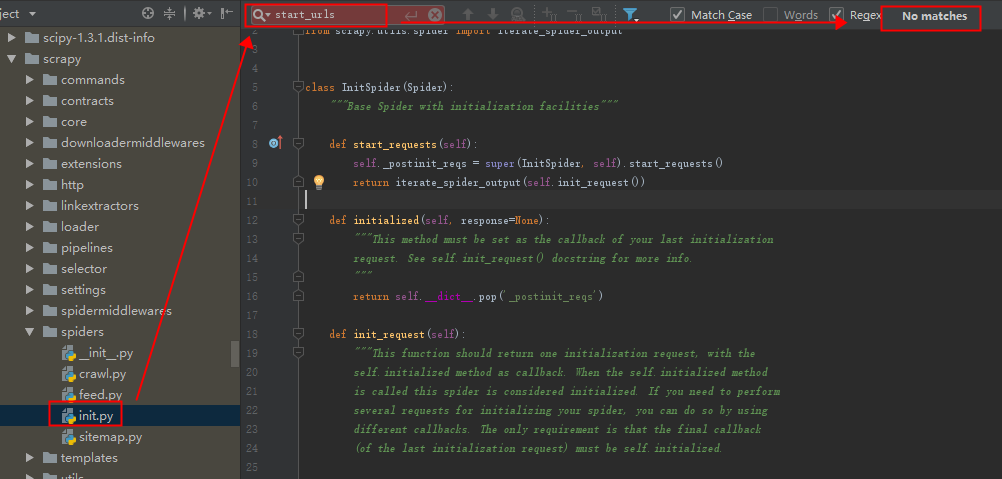 ject
start_urls
Match Case
Words
Regex
No matches
scipy-1.3.1.dist-info
scrapy
commands
contracts
core
downloadermiddlewares
extensions
http
linkextractors
loader
pipelines
selector
settings
spidermiddlewares
spiders
__init__.py
crawl.py
feed.py
init.py
sitemap.py
templates
utils
2 from scrapy.utils.spider import iterate_spider_output
3
4
5 class InitSpider(Spider):
6 """Base Spider with initialization facilities"""
7
8 def start_requests(self):
9 self._postinit_reqs = super(InitSpider, self).start_requests()
10 return iterate_spider_output(self.init_request())
11
12 def initialized(self, response=None):
13 """This method must be set as the callback of your last initialization
14 request. See self.init_request() docstring for more info.
15 """
16 return self.__dict__.pop('_postinit_reqs')
17
18 def init_request(self):
19 """This function should return one initialization request, with the
20 self.initialized method as callback. When the self.initialized method
21 is called this spider is considered initialized. If you need to perform
22 several requests for initializing your spider, you can do so by using
23 different callbacks. The only requirement is that the final callback
24 (of the last initialization request) must be self.initialized.
25